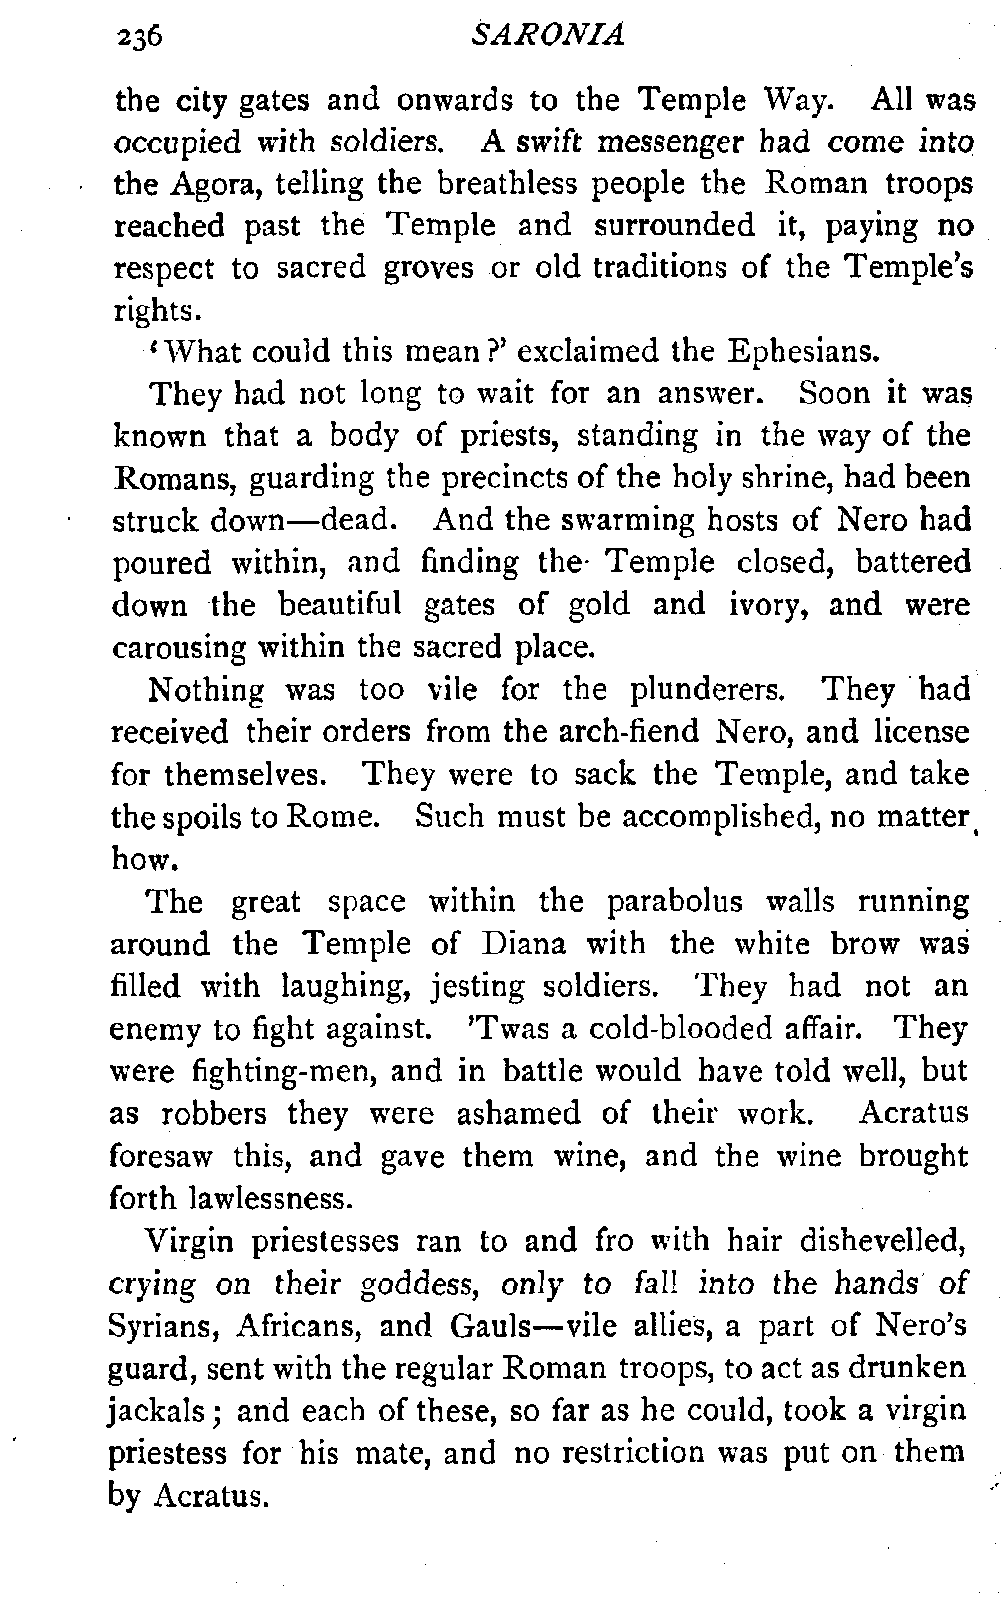 236 SARONIA
the city gates and onwards to the Temple Way. All was
occupied with soldiers. A swift messenger had come into
the Agora, telling the breathless people the Roman troops
reached past the Temple and surrounded it, paying no
respect to sacred groves or old traditions of the Temple's
rights.
'What could this mean?' exclaimed the Ephesians.
They had not long to wait for an answer. Soon it was
known that a body of priests, standing in the way of the
Romans, guarding the precincts of the holy shrine, had been
struck down—dead. And the swarming hosts of Nero had
poured within, and finding the Temple closed, battered
down the beautiful gates of gold and ivory, and were
carousing within the sacred place.
Nothing was too vile for the plunderers. They had
received their orders from the arch-fiend Nero, and license
for themselves. They were to sack the Temple, and take
the spoils to Rome. Such must be accomplished, no matter
how.
The great space within the parabolus walls running
around the Temple of Diana with the white brow was
filled with laughing, jesting soldiers. They had not an
enemy to fight against. 'Twas a cold-blooded affair. They
were fighting-men, and in battle would have told well, but
as robbers they were ashamed of their work. Acratus
foresaw this, and gave them wine, and the wine brought
forth lawlessness.
Virgin priestesses ran to and fro with hair dishevelled,
crying on their goddess, only to fall into the hands of
Syrians, Africans, and Gauls—vile allies, a part of Nero's
guard, sent with the regular Roman troops, to act as drunken
jackals; and each of these, so far as he could, took a virgin
priestess for his mate, and no restriction was put on them
by Acratus.